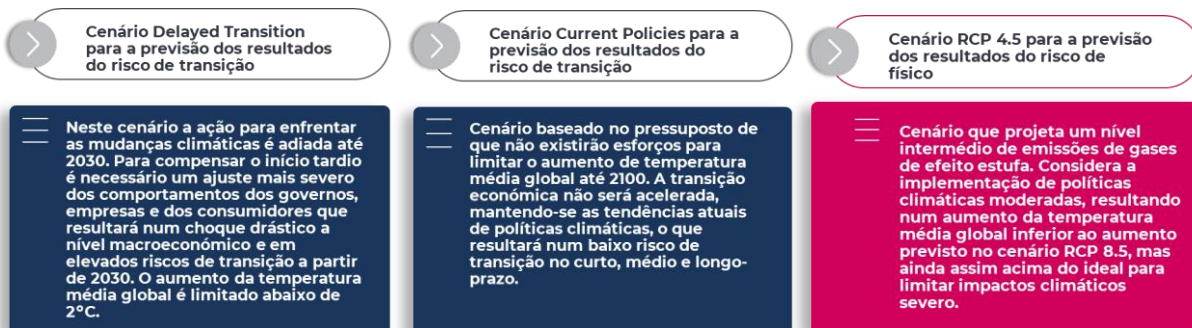 Cenário Delayed Transition
para a previsão dos resultados
do risco de transição
Neste cenário a ação para enfrentar
as mudanças climáticas é adiada até
2030. Para compensar o início tardio
é necessário um ajuste mais severo
dos comportamentos dos governos,
empresas e dos consumidores que
resultará num choque drástico a
nível macroeconómico e em
elevados riscos de transição a partir
de 2030. O aumento da temperatura
média global é limitado abaixo de
2°C.
Cenário Current Policies para a
previsão dos resultados do
risco de transição
Cenário baseado no pressuposto de
que não existirão esforços para
limitar o aumento de temperatura
média global até 2100. A transição
económica não será acelerada,
mantendo-se as tendências atuais
de políticas climáticas, o que
resultará num baixo risco de
transição no curto, médio e longo-
prazo.
Cenário RCP 4.5 para a previsão
dos resultados do risco de
físico
Cenário que projeta um nível
intermédio de emissões de gases
de efeito estufa. Considera a
implementação de políticas
climáticas moderadas, resultando
num aumento da temperatura
média global inferior ao aumento
previsto no cenário RCP 8.5, mas
ainda assim acima do ideal para
limitar impactos climáticos
severo.